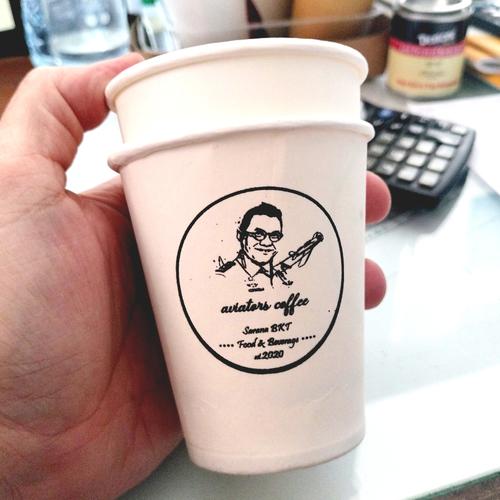 aviators coffee
Serena BKT
•••• Food & Beverage ••••
est.2020